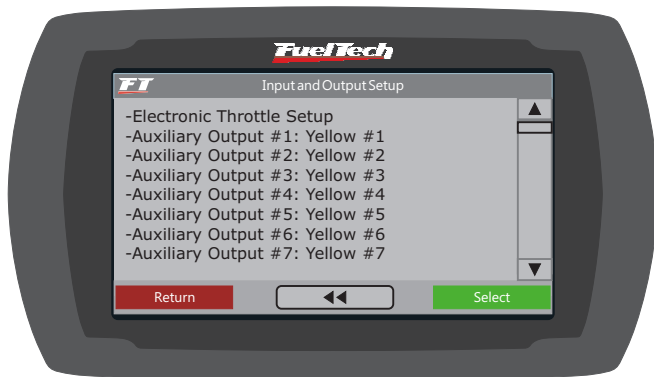 FuelTech
FT
Input and Output Setup
-Electronic Throttle Setup
-Auxiliary Output #1: Yellow #1
-Auxiliary Output #2: Yellow #2
-Auxiliary Output #3: Yellow #3
-Auxiliary Output #4: Yellow #4
-Auxiliary Output #5: Yellow #5
-Auxiliary Output #6: Yellow #6
-Auxiliary Output #7: Yellow #7
Return
Select